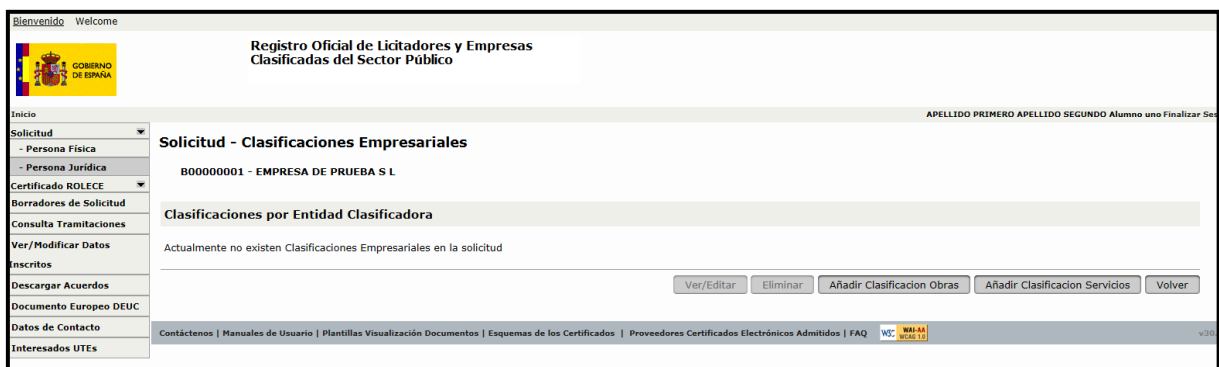 Bienvenido Welcome
GOBIERNO
DE ESPAÑA
Registro Oficial de Licitadores y Empresas
Clasificadas del Sector Público
Inicio
APELLIDO PRIMERO APELLIDO SEGUNDO Alumno uno Finalizar Ses
Solicitud
- Persona Física
- Persona Jurídica
Certificado ROLECE
Borradores de Solicitud
Consulta Tramitaciones
Ver/Modificar Datos
Inscritos
Descargar Acuerdos
Documento Europeo DEUC
Datos de Contacto
Interesados UTEs
Solicitud - Clasificaciones Empresariales
B00000001 - EMPRESA DE PRUEBA S L
Clasificaciones por Entidad Clasificadora
Actualmente no existen Clasificaciones Empresariales en la solicitud
Ver/Editar Eliminar Añadir Clasificacion Obras Añadir Clasificacion Servicios Volver
Contáctenos | Manuales de Usuario | Plantillas Visualización Documentos | Esquemas de los Certificados | Proveedores Certificados Electrónicos Admitidos | FAQ W3C WAI-AA WCAG 1.0 v30.